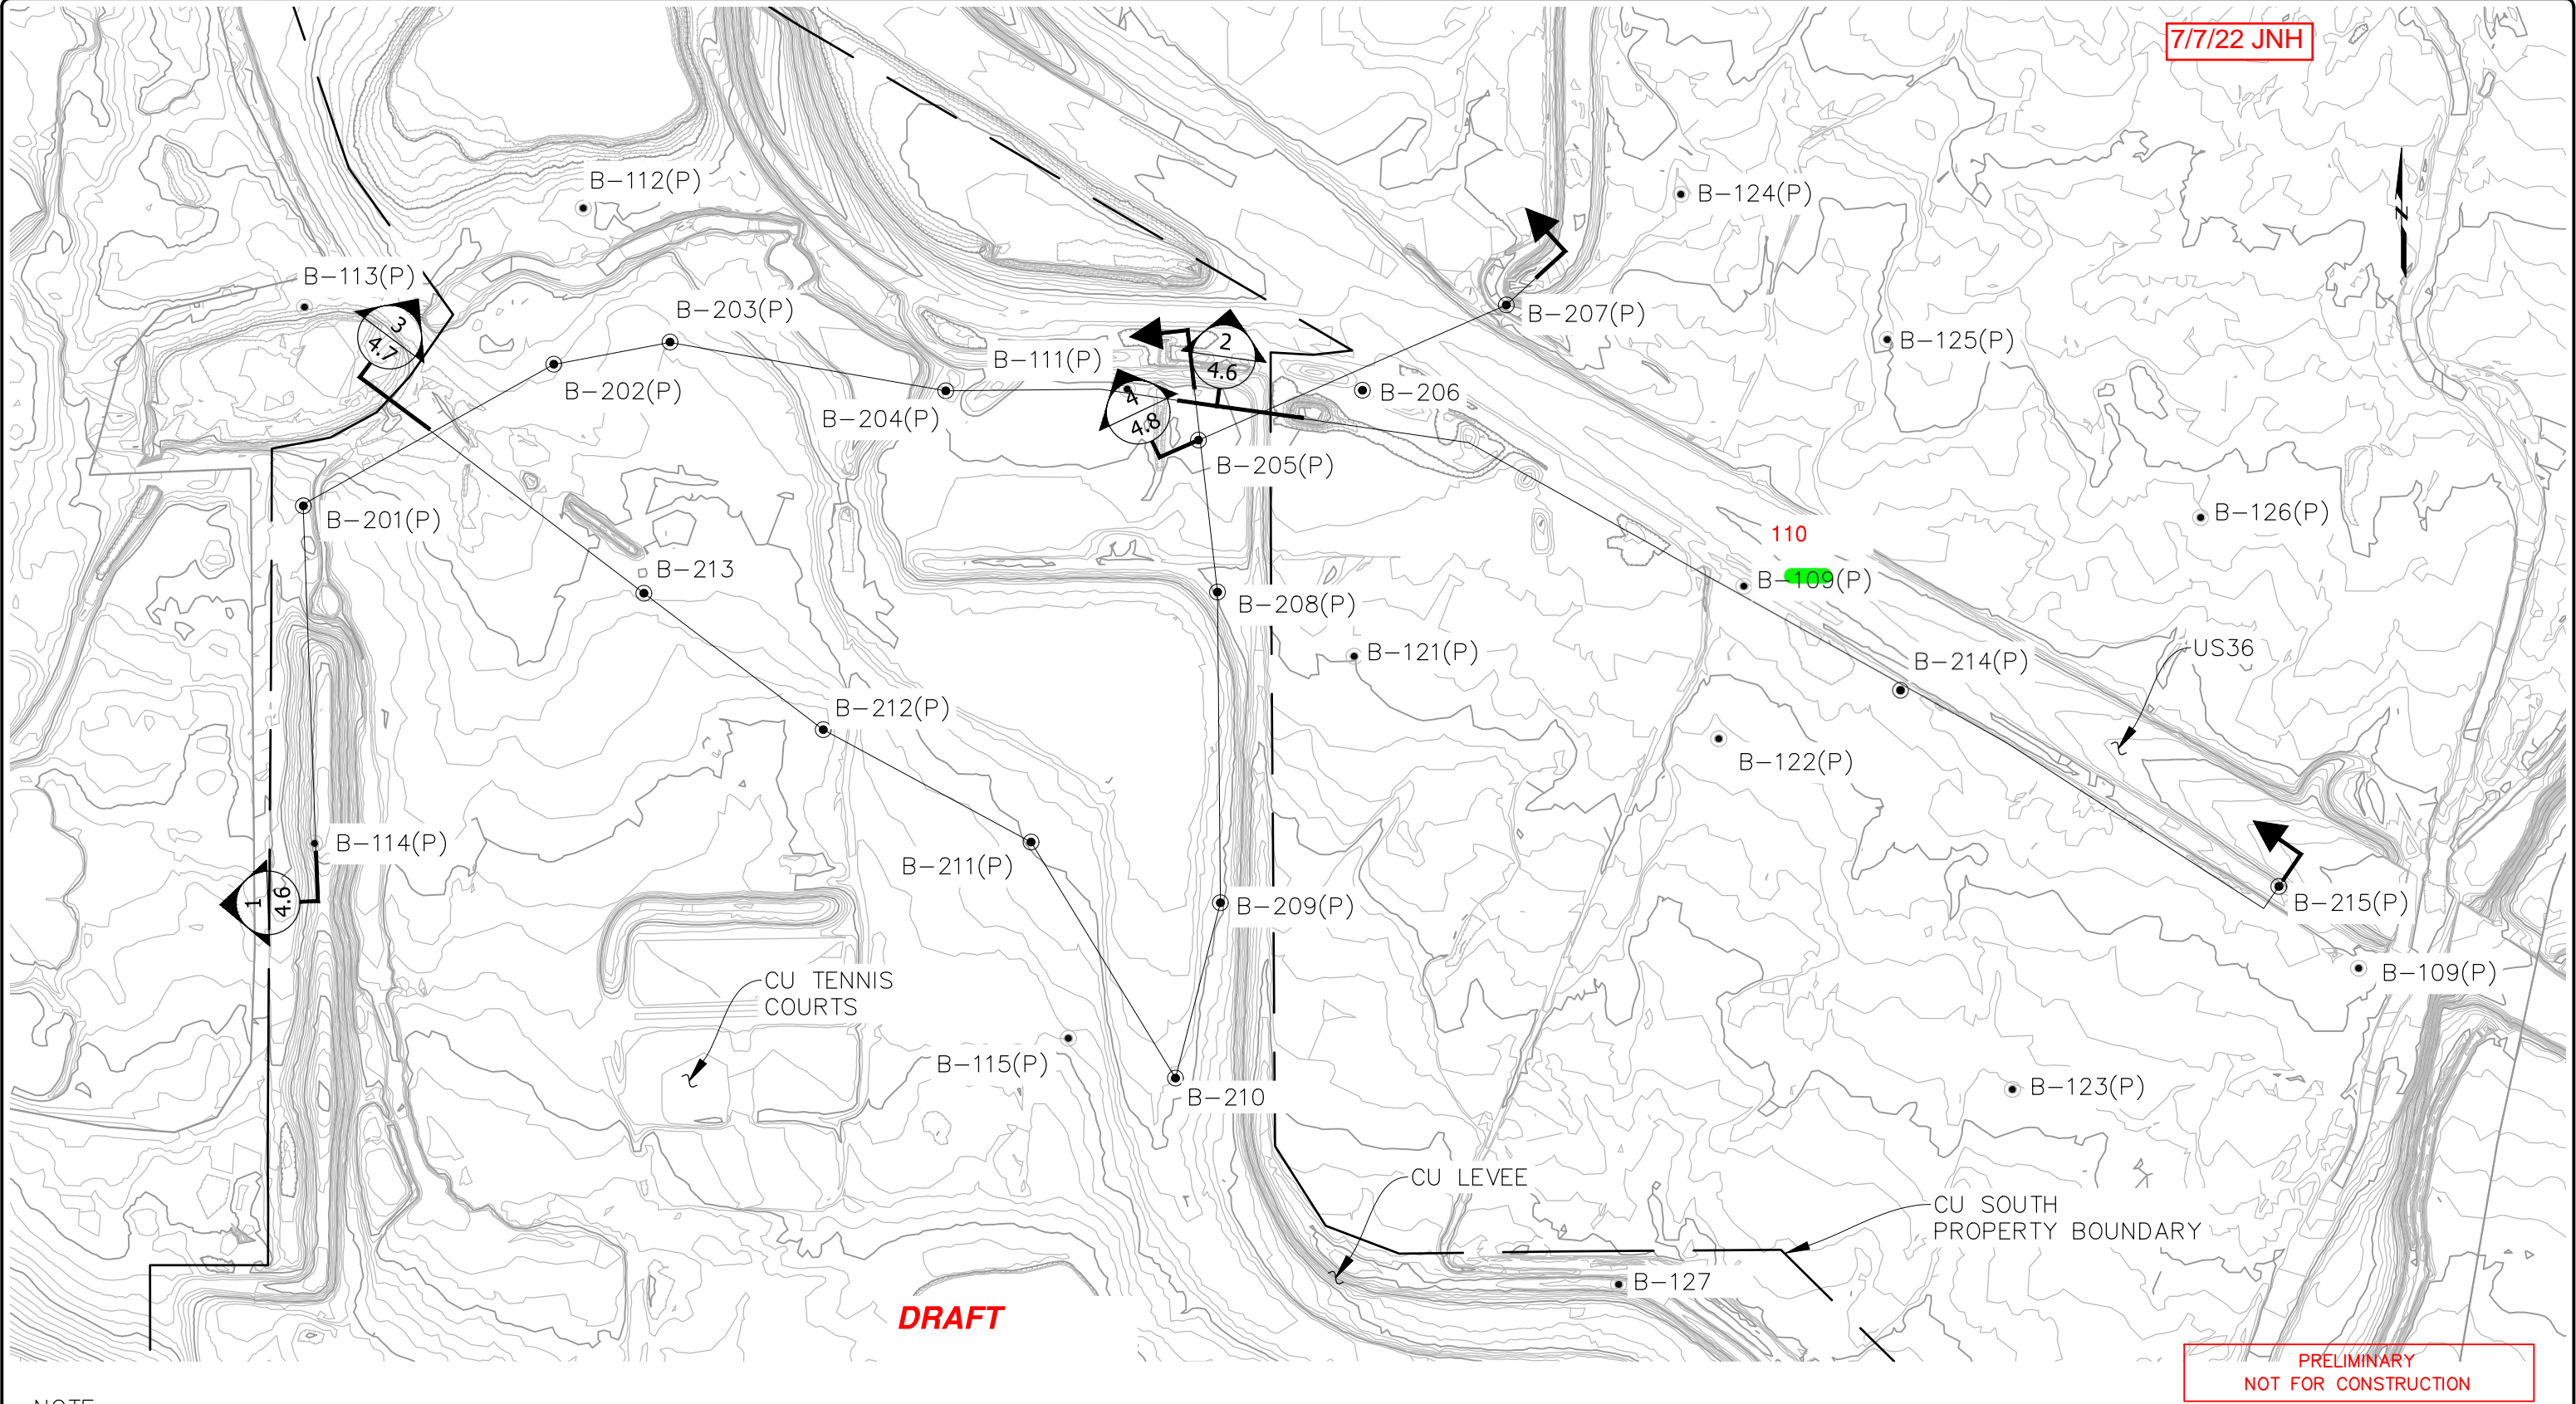 7/7/22 JNH
B-112(P)
B-124(P)
N
B-113(P)
B-203(P)
B-207(P)
3
4.7
2
4.6
B-111(P)
B-125(P)
B-202(P)
B-204(P)
4
4.8
B-206
B-205(P)
B-201(P)
B-126(P)
110
B-213
B-109(P)
B-208(P)
B-121(P)
B-214(P)
US36
B-212(P)
B-122(P)
B-114(P)
B-211(P)
1
4.6
B-209(P)
B-215(P)
B-109(P)
CU TENNIS
COURTS
B-115(P)
B-210
B-123(P)
CU LEVEE
CU SOUTH
PROPERTY BOUNDARY
B-127
DRAFT
PRELIMINARY
NOT FOR CONSTRUCTION
NOTE